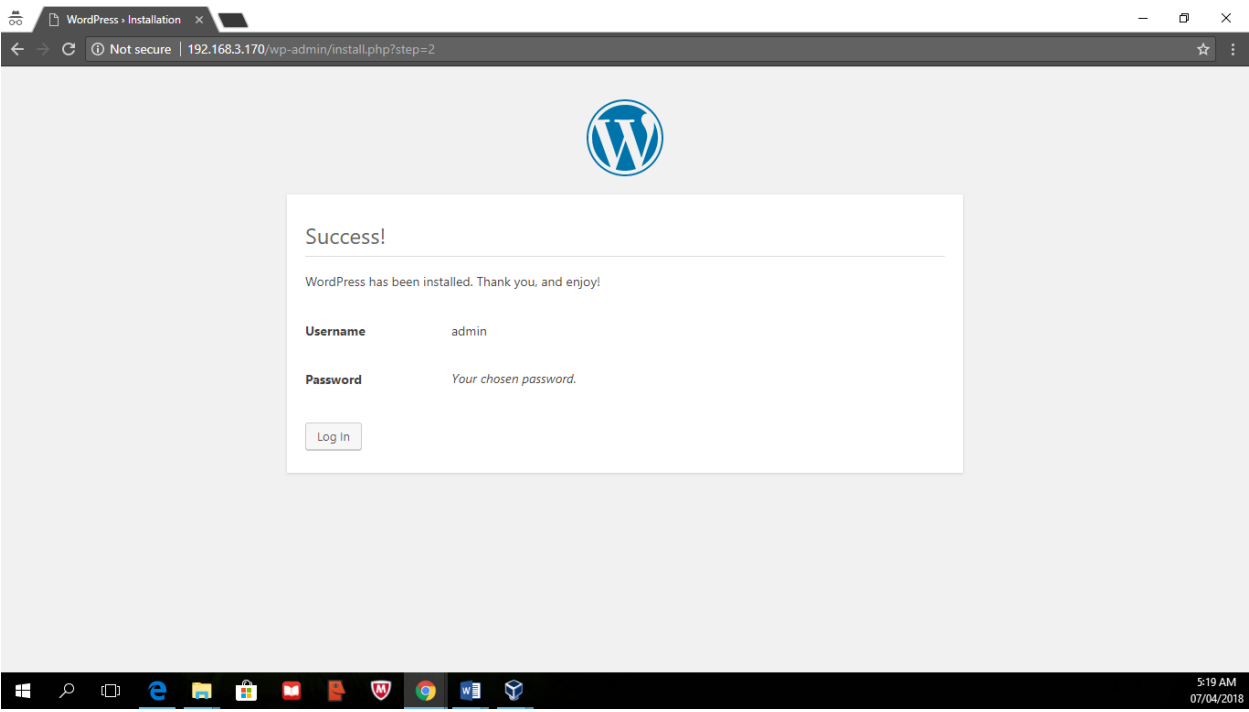 WordPress › Installation
Not secure | 192.168.3.170/wp-admin/install.php?step=2
Success!
WordPress has been installed. Thank you, and enjoy!
Username admin
Password Your chosen password.
Log In
5:19 AM
07/04/2018